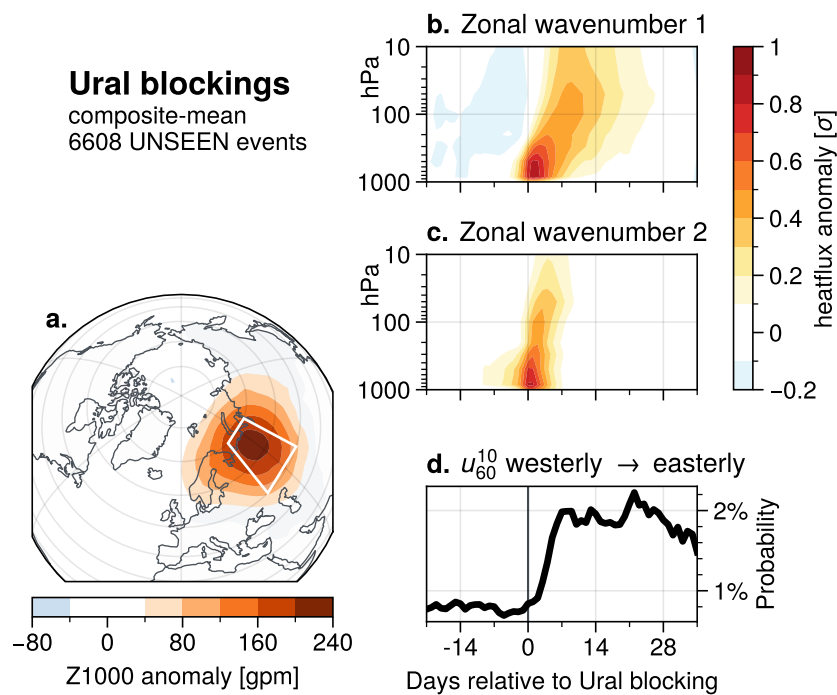 Ural blockings
composite-mean
6608 UNSEEN events
a.
−80 0 80 160 240
Z1000 anomaly [gpm]
b. Zonal wavenumber 1
hPa
10
100
1000
c. Zonal wavenumber 2
hPa
10
100
1000
1
0.8
0.6
0.4
0.2
0
−0.2
heatflux anomaly [σ]
d. u¹⁰₆₀ westerly → easterly
2%
1%
Probability
-14 0 14 28
Days relative to Ural blocking